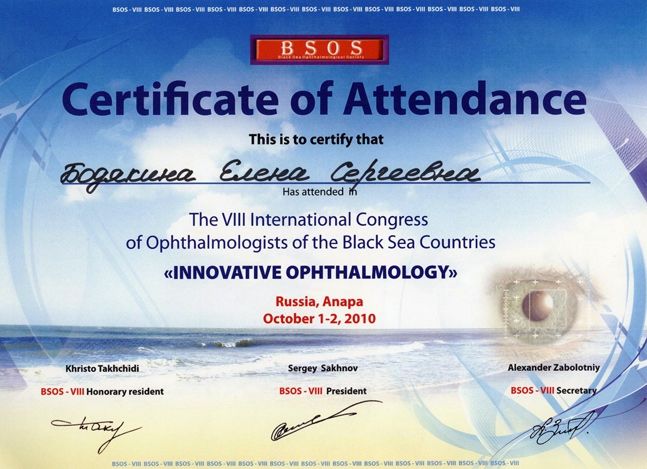 BSOS - VIII BSOS - VIII BSOS - VIII BSOS - VIII BSOS - VIII BSOS - VIII BSOS - VIII BSOS - VIII BSOS - VIII BSOS - VIII BSOS - VIII BSOS - VIII BSOS - VIII
BSOS
Black Sea Ophthalmological Society
Certificate of Attendance
This is to certify that
Бодякина Елена Сергеевна
Has attended in
The VIII International Congress
of Ophthalmologists of the Black Sea Countries
«INNOVATIVE OPHTHALMOLOGY»
Russia, Anapa
October 1-2, 2010
Khristo Takhchidi Sergey Sakhnov Alexander Zabolotniy
BSOS - VIII Honorary resident BSOS - VIII President BSOS - VIII Secretary
BSOS - VIII BSOS - VIII BSOS - VIII BSOS - VIII BSOS - VIII BSOS - VIII BSOS - VIII BSOS - VIII BSOS - VIII BSOS - VIII BSOS - VIII BSOS - VIII BSOS - VIII